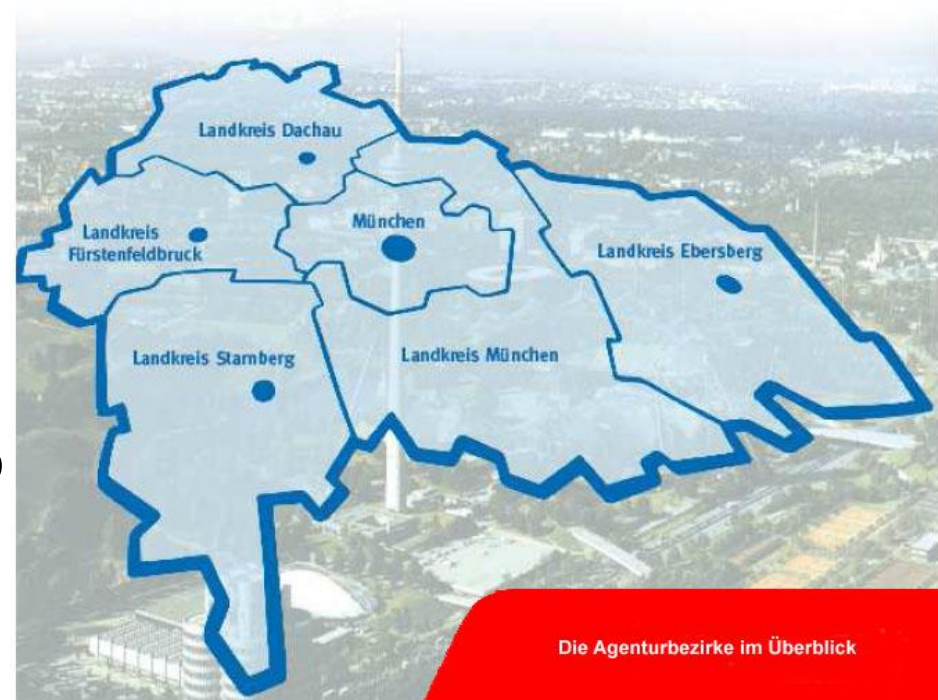 Landkreis Dachau
München
Landkreis
Fürstenfeldbruck
Landkreis Ebersberg
Landkreis Starnberg
Landkreis München
Die Agenturbezirke im Überblick